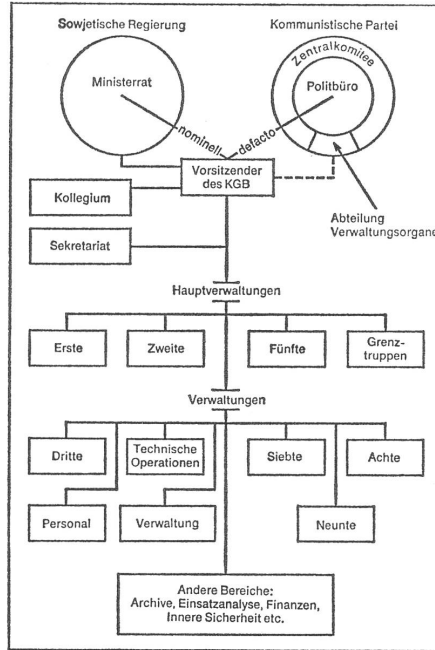 Sowjetische Regierung
Kommunistische Partei
Zentralkomitee
Ministerrat
Politbüro
nominell
defacto
Vorsitzender
des KGB
Kollegium
Abteilung
Verwaltungsorgane
Sekretariat
Hauptverwaltungen
Erste
Zweite
Fünfte
Grenz-
truppen
Verwaltungen
Dritte
Technische
Operationen
Siebte
Achte
Personal
Verwaltung
Neunte
Andere Bereiche:
Archive, Einsatzanalyse, Finanzen,
Innere Sicherheit etc.